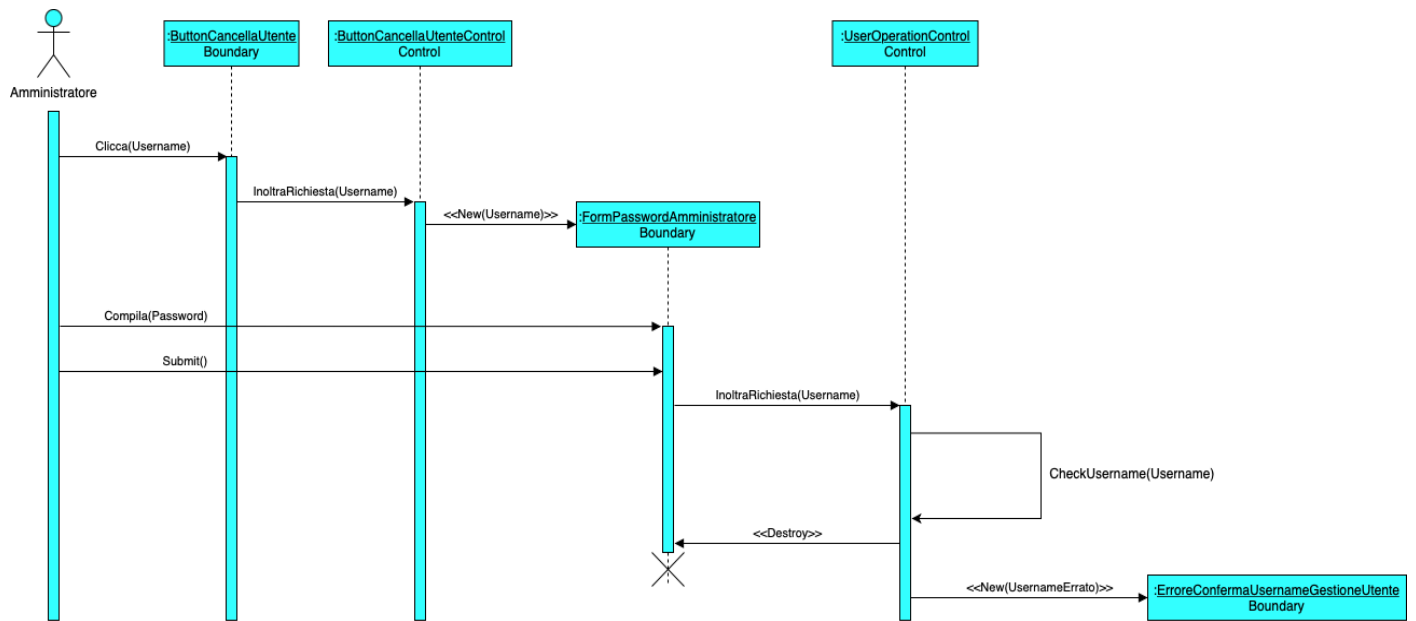 :ButtonCancellaUtente
Boundary
:ButtonCancellaUtenteControl
Control
:UserOperationControl
Control
Amministratore
Clicca(Username)
InoltraRichiesta(Username)
<<New(Username)>>
:FormPasswordAmministratore
Boundary
Compila(Password)
Submit()
InoltraRichiesta(Username)
CheckUsername(Username)
<<Destroy>>
<<New(UsernameErrato)>>
:ErroreConfermaUsernameGestioneUtente
Boundary